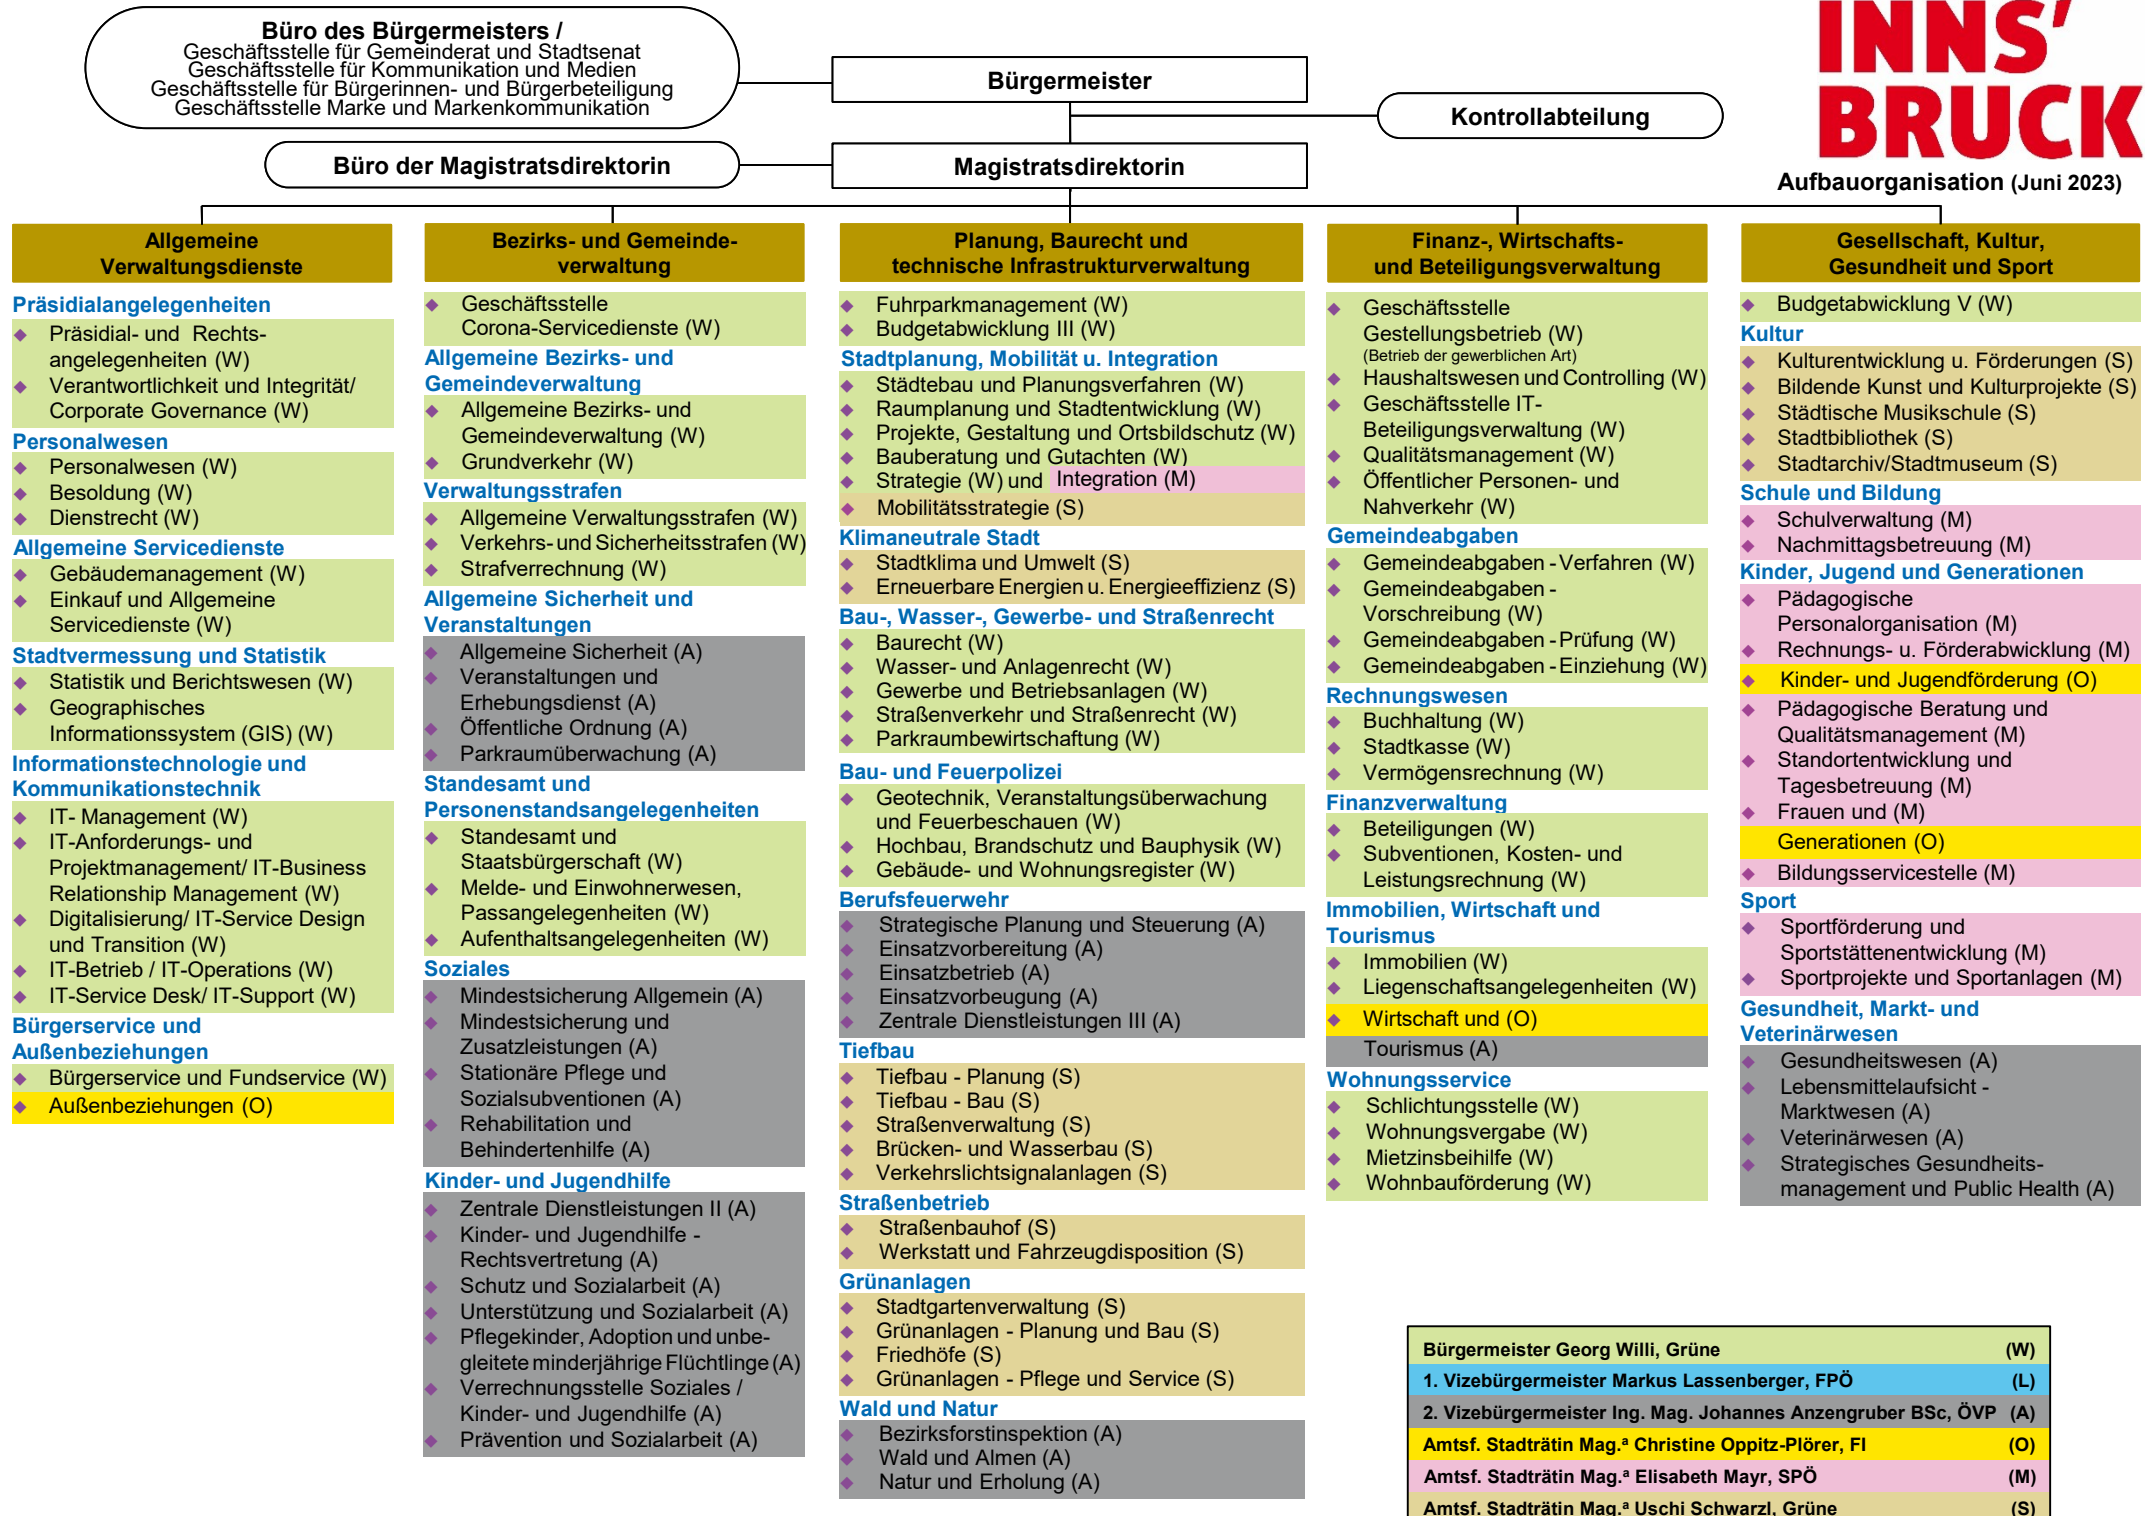 Büro des Bürgermeisters /
Geschäftsstelle für Gemeinderat und Stadtsenat
Geschäftsstelle für Kommunikation und Medien
Geschäftsstelle für Bürgerinnen- und Bürgerbeteiligung
Geschäftsstelle Marke und Markenkommunikation
Bürgermeister
Kontrollabteilung
Büro der Magistratsdirektorin
Magistratsdirektorin
INNS'
BRUCK
Aufbauorganisation (Juni 2023)
Allgemeine
Verwaltungsdienste
Präsidialangelegenheiten
Präsidial- und Rechts-
angelegenheiten (W)
Verantwortlichkeit und Integrität/
Corporate Governance (W)
Personalwesen
Personalwesen (W)
Besoldung (W)
Dienstrecht (W)
Allgemeine Servicedienste
Gebäudemanagement (W)
Einkauf und Allgemeine
Servicedienste (W)
Stadtvermessung und Statistik
Statistik und Berichtswesen (W)
Geographisches
Informationssystem (GIS) (W)
Informationstechnologie und
Kommunikationstechnik
IT- Management (W)
IT-Anforderungs- und
Projektmanagement/ IT-Business
Relationship Management (W)
Digitalisierung/ IT-Service Design
und Transition (W)
IT-Betrieb / IT-Operations (W)
IT-Service Desk/ IT-Support (W)
Bürgerservice und
Außenbeziehungen
Bürgerservice und Fundservice (W)
Außenbeziehungen (O)
Bezirks- und Gemeinde-
verwaltung
Geschäftsstelle
Corona-Servicedienste (W)
Allgemeine Bezirks- und
Gemeindeverwaltung
Allgemeine Bezirks- und
Gemeindeverwaltung (W)
Grundverkehr (W)
Verwaltungsstrafen
Allgemeine Verwaltungsstrafen (W)
Verkehrs- und Sicherheitsstrafen (W)
Strafverrechnung (W)
Allgemeine Sicherheit und
Veranstaltungen
Allgemeine Sicherheit (A)
Veranstaltungen und
Erhebungsdienst (A)
Öffentliche Ordnung (A)
Parkraumüberwachung (A)
Standesamt und
Personenstandsangelegenheiten
Standesamt und
Staatsbürgerschaft (W)
Melde- und Einwohnerwesen,
Passangelegenheiten (W)
Aufenthaltsangelegenheiten (W)
Soziales
Mindestsicherung Allgemein (A)
Mindestsicherung und
Zusatzleistungen (A)
Stationäre Pflege und
Sozialsubventionen (A)
Rehabilitation und
Behindertenhilfe (A)
Kinder- und Jugendhilfe
Zentrale Dienstleistungen II (A)
Kinder- und Jugendhilfe -
Rechtsvertretung (A)
Schutz und Sozialarbeit (A)
Unterstützung und Sozialarbeit (A)
Pflegekinder, Adoption und unbe-
gleitete minderjährige Flüchtlinge (A)
Verrechnungsstelle Soziales /
Kinder- und Jugendhilfe (A)
Prävention und Sozialarbeit (A)
Planung, Baurecht und
technische Infrastrukturverwaltung
Fuhrparkmanagement (W)
Budgetabwicklung III (W)
Stadtplanung, Mobilität u. Integration
Städtebau und Planungsverfahren (W)
Raumplanung und Stadtentwicklung (W)
Projekte, Gestaltung und Ortsbildschutz (W)
Bauberatung und Gutachten (W)
Strategie (W) und Integration (M)
Mobilitätsstrategie (S)
Klimaneutrale Stadt
Stadtklima und Umwelt (S)
Erneuerbare Energien u. Energieeffizienz (S)
Bau-, Wasser-, Gewerbe- und Straßenrecht
Baurecht (W)
Wasser- und Anlagenrecht (W)
Gewerbe und Betriebsanlagen (W)
Straßenverkehr und Straßenrecht (W)
Parkraumbewirtschaftung (W)
Bau- und Feuerpolizei
Geotechnik, Veranstaltungsüberwachung
und Feuerbeschauen (W)
Hochbau, Brandschutz und Bauphysik (W)
Gebäude- und Wohnungsregister (W)
Berufsfeuerwehr
Strategische Planung und Steuerung (A)
Einsatzvorbereitung (A)
Einsatzbetrieb (A)
Einsatzvorbeugung (A)
Zentrale Dienstleistungen III (A)
Tiefbau
Tiefbau - Planung (S)
Tiefbau - Bau (S)
Straßenverwaltung (S)
Brücken- und Wasserbau (S)
Verkehrslichtsignalanlagen (S)
Straßenbetrieb
Straßenbauhof (S)
Werkstatt und Fahrzeugdisposition (S)
Grünanlagen
Stadtgartenverwaltung (S)
Grünanlagen - Planung und Bau (S)
Friedhöfe (S)
Grünanlagen - Pflege und Service (S)
Wald und Natur
Bezirksforstinspektion (A)
Wald und Almen (A)
Natur und Erholung (A)
Finanz-, Wirtschafts-
und Beteiligungsverwaltung
Geschäftsstelle
Gestellungsbetrieb (W)
(Betrieb der gewerblichen Art)
Haushaltswesen und Controlling (W)
Geschäftsstelle IT-
Beteiligungsverwaltung (W)
Qualitätsmanagement (W)
Öffentlicher Personen- und
Nahverkehr (W)
Gemeindeabgaben
Gemeindeabgaben - Verfahren (W)
Gemeindeabgaben -
Vorschreibung (W)
Gemeindeabgaben - Prüfung (W)
Gemeindeabgaben - Einziehung (W)
Rechnungswesen
Buchhaltung (W)
Stadtkasse (W)
Vermögensrechnung (W)
Finanzverwaltung
Beteiligungen (W)
Subventionen, Kosten- und
Leistungsrechnung (W)
Immobilien, Wirtschaft und
Tourismus
Immobilien (W)
Liegenschaftsangelegenheiten (W)
Wirtschaft und (O)
Tourismus (A)
Wohnungsservice
Schlichtungsstelle (W)
Wohnungsvergabe (W)
Mietzinsbeihilfe (W)
Wohnbauförderung (W)
Gesellschaft, Kultur,
Gesundheit und Sport
Budgetabwicklung V (W)
Kultur
Kulturentwicklung u. Förderungen (S)
Bildende Kunst und Kulturprojekte (S)
Städtische Musikschule (S)
Stadtbibliothek (S)
Stadtarchiv/Stadtmuseum (S)
Schule und Bildung
Schulverwaltung (M)
Nachmittagsbetreuung (M)
Kinder, Jugend und Generationen
Pädagogische
Personalorganisation (M)
Rechnungs- u. Förderabwicklung (M)
Kinder- und Jugendförderung (O)
Pädagogische Beratung und
Qualitätsmanagement (M)
Standortentwicklung und
Tagesbetreuung (M)
Frauen und (M)
Generationen (O)
Bildungsservicestelle (M)
Sport
Sportförderung und
Sportstättenentwicklung (M)
Sportprojekte und Sportanlagen (M)
Gesundheit, Markt- und
Veterinärwesen
Gesundheitswesen (A)
Lebensmittelaufsicht -
Marktwesen (A)
Veterinärwesen (A)
Strategisches Gesundheits-
management und Public Health (A)
Bürgermeister Georg Willi, Grüne (W)
1. Vizebürgermeister Markus Lassenberger, FPÖ (L)
2. Vizebürgermeister Ing. Mag. Johannes Anzengruber BSc, ÖVP (A)
Amtsf. Stadträtin Mag.ª Christine Oppitz-Plörer, FI (O)
Amtsf. Stadträtin Mag.ª Elisabeth Mayr, SPÖ (M)
Amtsf. Stadträtin Mag.ª Uschi Schwarzl, Grüne (S)